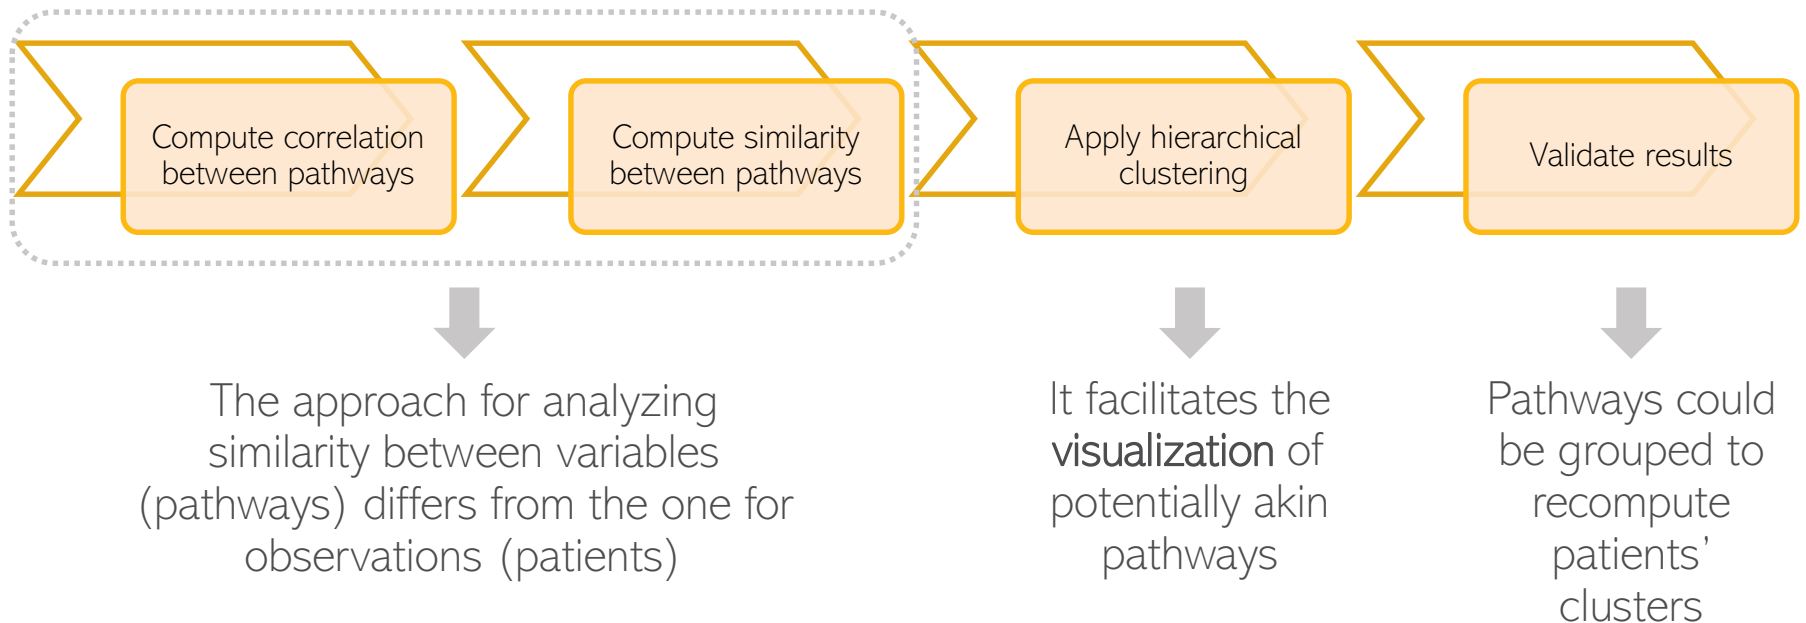 Compute correlation
between pathways
Compute similarity
between pathways
Apply hierarchical
clustering
Validate results
The approach for analyzing
similarity between variables
(pathways) differs from the one for
observations (patients)
It facilitates the
visualization of
potentially akin
pathways
Pathways could
be grouped to
recompute
patients’
clusters